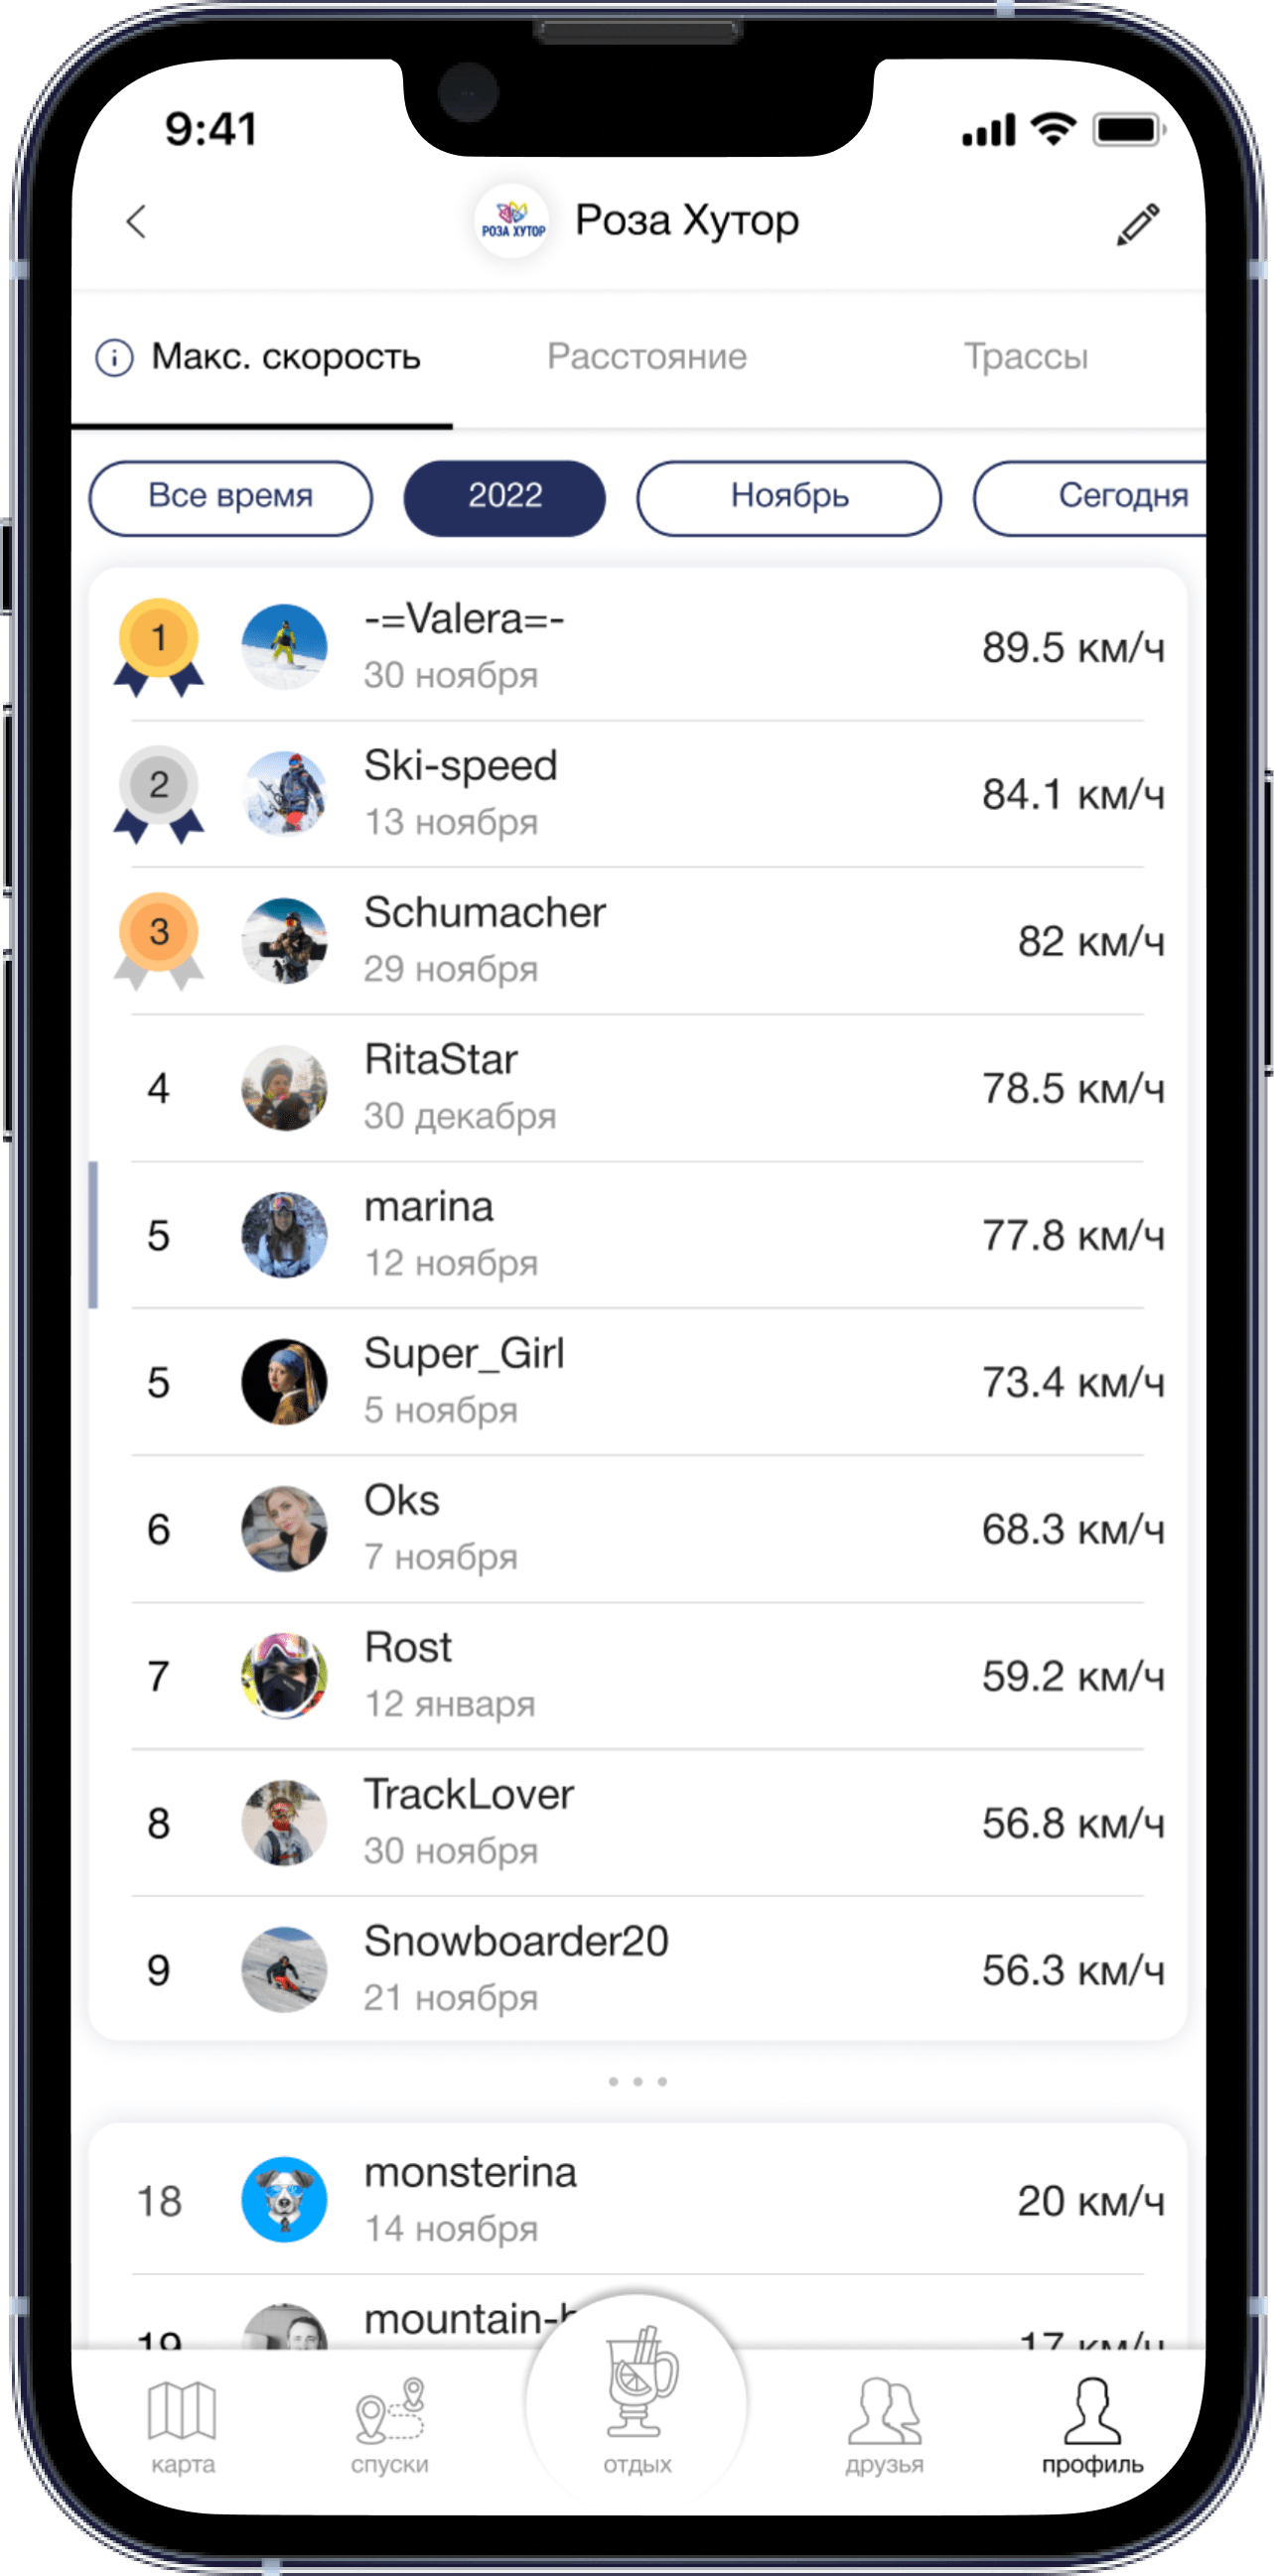 9:41
РОЗА ХУТОР
Роза Хутор
Макс. скорость Расстояние Трассы
Все время 2022 Ноябрь Сегодня
1 -=Valera=- 89.5 км/ч
30 ноября
2 Ski-speed 84.1 км/ч
13 ноября
3 Schumacher 82 км/ч
29 ноября
4 RitaStar 78.5 км/ч
30 декабря
5 marina 77.8 км/ч
12 ноября
5 Super_Girl 73.4 км/ч
5 ноября
6 Oks 68.3 км/ч
7 ноября
7 Rost 59.2 км/ч
12 января
8 TrackLover 56.8 км/ч
30 ноября
9 Snowboarder20 56.3 км/ч
21 ноября
18 monsterina 20 км/ч
14 ноября
19 mountain- 17 км/ч
карта спуски отдых друзья профиль